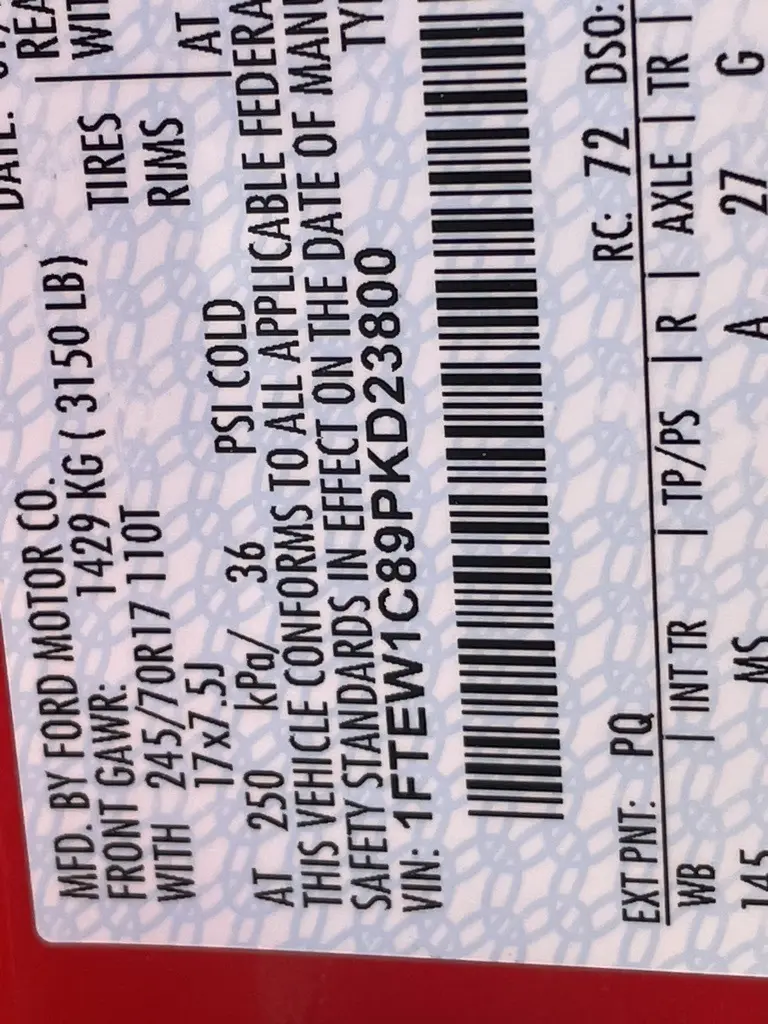 DATE:
MFD. BY FORD MOTOR CO.
FRONT GAWR:
1429 KG ( 3150 LB)
WITH 245/70R17 110T TIRES
17x7.5J RIMS
AT 250 kPa/ 36 PSI COLD AT
THIS VEHICLE CONFORMS TO ALL APPLICABLE FEDERA
SAFETY STANDARDS IN EFFECT ON THE DATE OF MAN
VIN: 1FTEW1C89PKD23800 TY
EXT PNT: PQ RC: 72 DSO:
WB | INT TR | TP/PS | R | AXLE | TR |
145 MS A 27 G